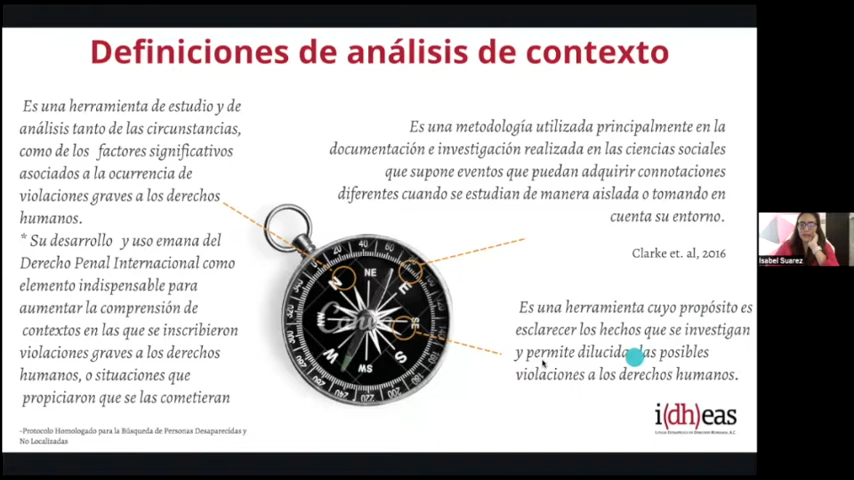 Definiciones de análisis de contexto
Es una herramienta de estudio y de
análisis tanto de las circunstancias,
como de los factores significativos
asociados a la ocurrencia de
violaciones graves a los derechos
humanos.
* Su desarrollo y uso emana del
Derecho Penal Internacional como
elemento indispensable para
aumentar la comprensión de
contextos en las que se inscribieron
violaciones graves a los derechos
humanos, o situaciones que
propiciaron que se las cometieran
-Protocolo Homologado para la Búsqueda de Personas Desaparecidas y
No Localizadas
Es una metodología utilizada principalmente en la
documentación e investigación realizada en las ciencias sociales
que supone eventos que puedan adquirir connotaciones
diferentes cuando se estudian de manera aislada o tomando en
cuenta su entorno.
Clarke et. al, 2016
Es una herramienta cuyo propósito es
esclarecer los hechos que se investigan
y permite las posibles
violaciones a los derechos humanos.
N
NE
E
SE
S
SW
W
20
40
60
Canva
i(dh)eas
Isabel Suarez